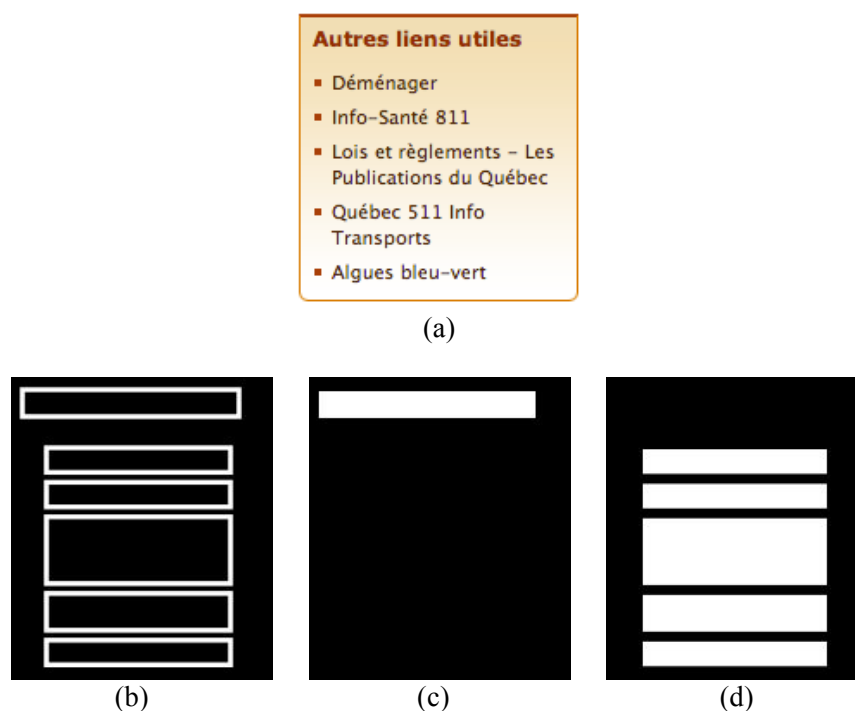 Autres liens utiles
Déménager
Info-Santé 811
Lois et règlements - Les
Publications du Québec
Québec 511 Info
Transports
Algues bleu-vert
(a)
(b) (c) (d)